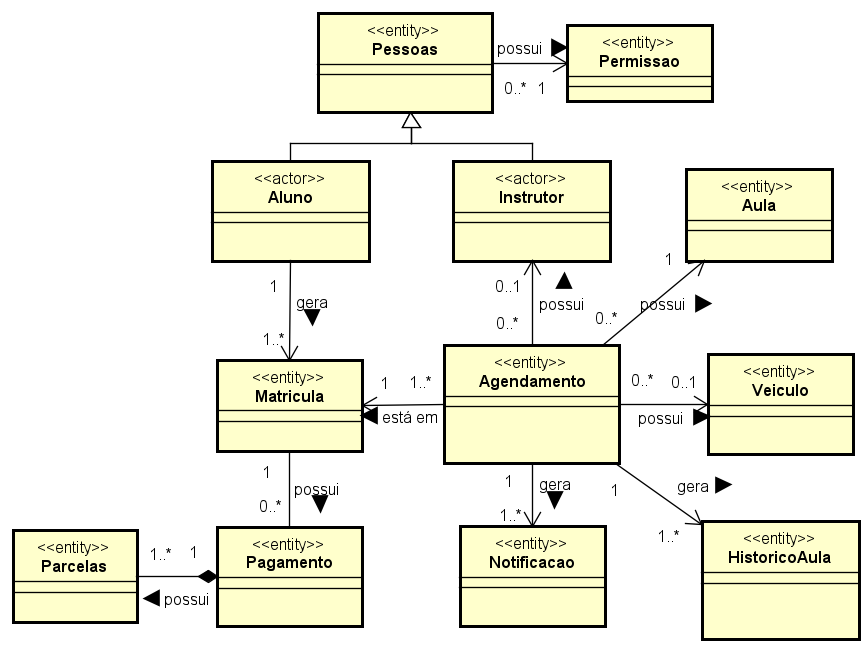 <<entity>>
Pessoas
possui
0..* 1
<<entity>>
Permissao
<<actor>>
Aluno
<<actor>>
Instrutor
<<entity>>
Aula
1
gera
1..*
0..1
possui
0..*
1
possui
0..*
<<entity>>
Matricula
1 1..*
está em
<<entity>>
Agendamento
0..* 0..1
possui
<<entity>>
Veiculo
1
possui
0..*
1
gera
1..*
1
gera
1..*
<<entity>>
Parcelas
1..* 1
possui
<<entity>>
Pagamento
<<entity>>
Notificacao
<<entity>>
HistoricoAula